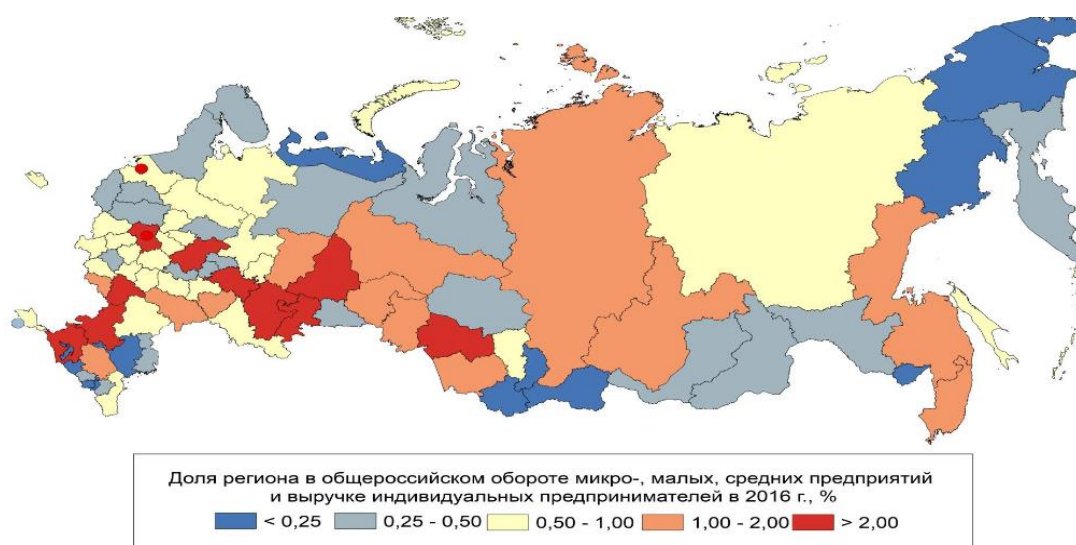 Доля региона в общероссийском обороте микро-, малых, средних предприятий
и выручке индивидуальных предпринимателей в 2016 г., %
< 0,25 0,25 - 0,50 0,50 - 1,00 1,00 - 2,00 > 2,00